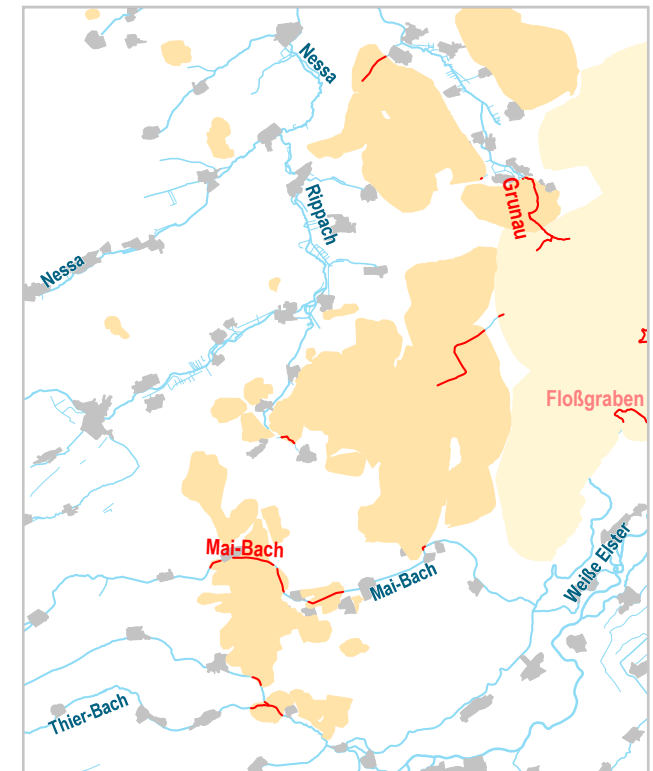 Nessa
Rippach
Grunau
Nessa
Floßgraben
Weiße Elster
Mai-Bach
Mai-Bach
Thier-Bach